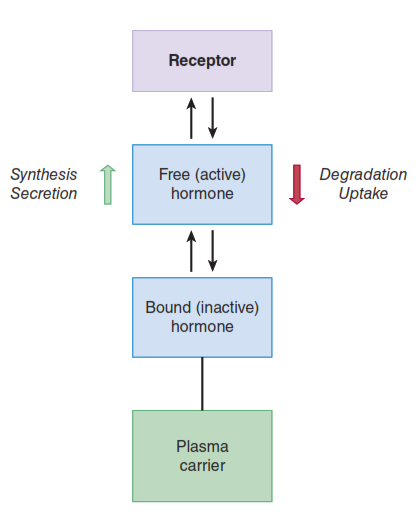 Receptor
Synthesis
Secretion
Free (active)
hormone
Degradation
Uptake
Bound (inactive)
hormone
Plasma
carrier